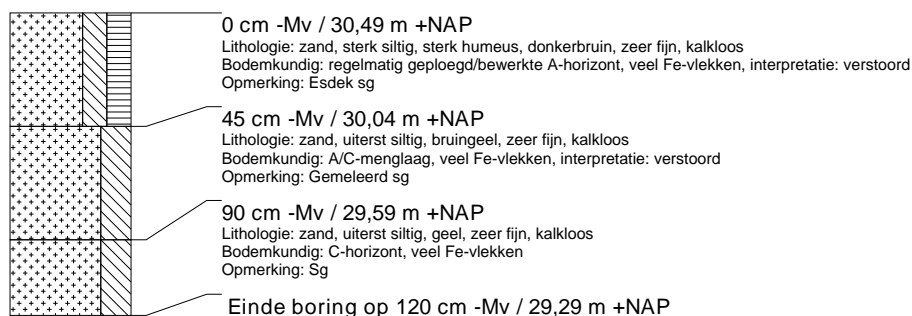 0 cm -Mv / 30,49 m +NAP
Lithologie: zand, sterk siltig, sterk humeus, donkerbruin, zeer fijn, kalkloos
Bodemkundig: regelmatig geploegd/bewerkte A-horizont, veel Fe-vlekken, interpretatie: verstoord
Opmerking: Esdek sg
45 cm -Mv / 30,04 m +NAP
Lithologie: zand, uiterst siltig, bruingeel, zeer fijn, kalkloos
Bodemkundig: A/C-menglaag, veel Fe-vlekken, interpretatie: verstoord
Opmerking: Gemeleerd sg
90 cm -Mv / 29,59 m +NAP
Lithologie: zand, uiterst siltig, geel, zeer fijn, kalkloos
Bodemkundig: C-horizont, veel Fe-vlekken
Opmerking: Sg
Einde boring op 120 cm -Mv / 29,29 m +NAP